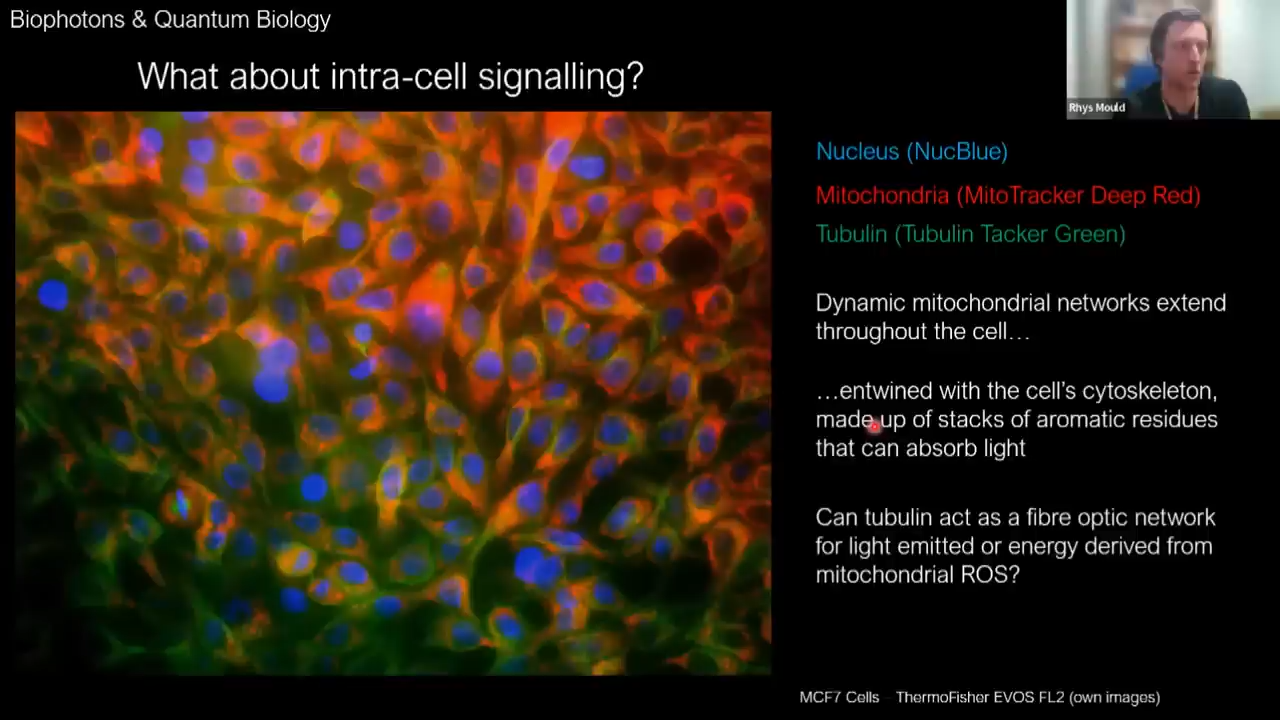 Biophotons & Quantum Biology
What about intra-cell signalling?
Rhys Mould
Nucleus (NucBlue)
Mitochondria (MitoTracker Deep Red)
Tubulin (Tubulin Tacker Green)
Dynamic mitochondrial networks extend
throughout the cell…
…entwined with the cell's cytoskeleton,
made up of stacks of aromatic residues
that can absorb light
Can tubulin act as a fibre optic network
for light emitted or energy derived from
mitochondrial ROS?
MCF7 Cells – ThermoFisher EVOS FL2 (own images)